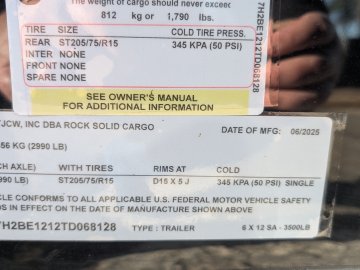 The weight of cargo should never exceed
812 kg or 1,790 lbs.
TIRE SIZE COLD TIRE PRESS.
REAR ST205/75/R15 345 KPA (50 PSI)
INTER NONE
FRONT NONE
SPARE NONE
7H2BE1212TD068128
SEE OWNER'S MANUAL
FOR ADDITIONAL INFORMATION
TJCW, INC DBA ROCK SOLID CARGO DATE OF MFG: 06/2025
56 KG (2990 LB)
CH AXLE) WITH TIRES RIMS AT COLD
990 LB) ST205/75/R15 D15 X 5 J 345 KPA (50 PSI) SINGLE
CLE CONFORMS TO ALL APPLICABLE U.S. FEDERAL MOTOR VEHICLE SAFETY
DS IN EFFECT ON THE DATE OF MANUFACTURE SHOWN ABOVE
7H2BE1212TD068128 TYPE: TRAILER 6 X 12 SA - 3500LB